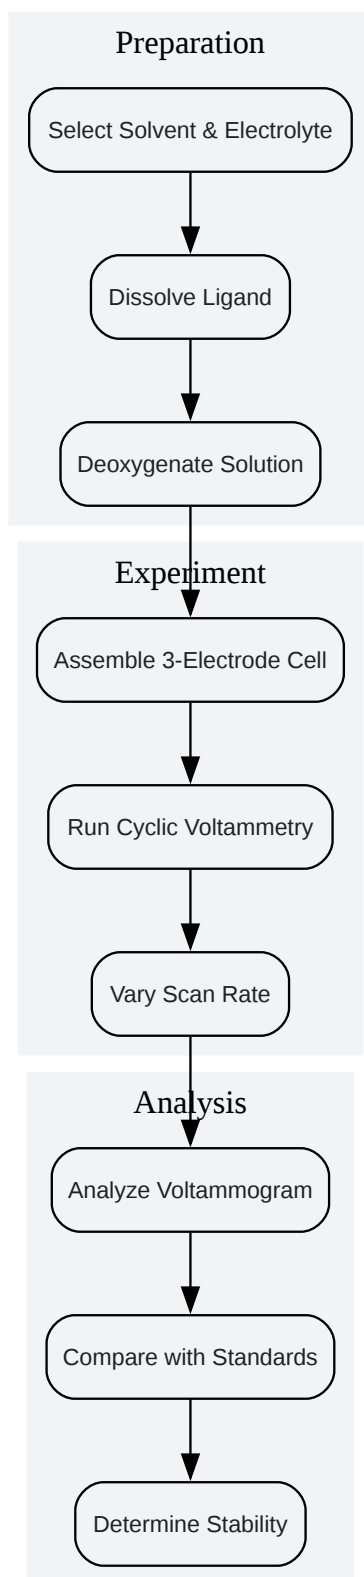 Preparation
Select Solvent & Electrolyte
Dissolve Ligand
Deoxygenate Solution
Experiment
Assemble 3-Electrode Cell
Run Cyclic Voltammetry
Vary Scan Rate
Analysis
Analyze Voltammogram
Compare with Standards
Determine Stability